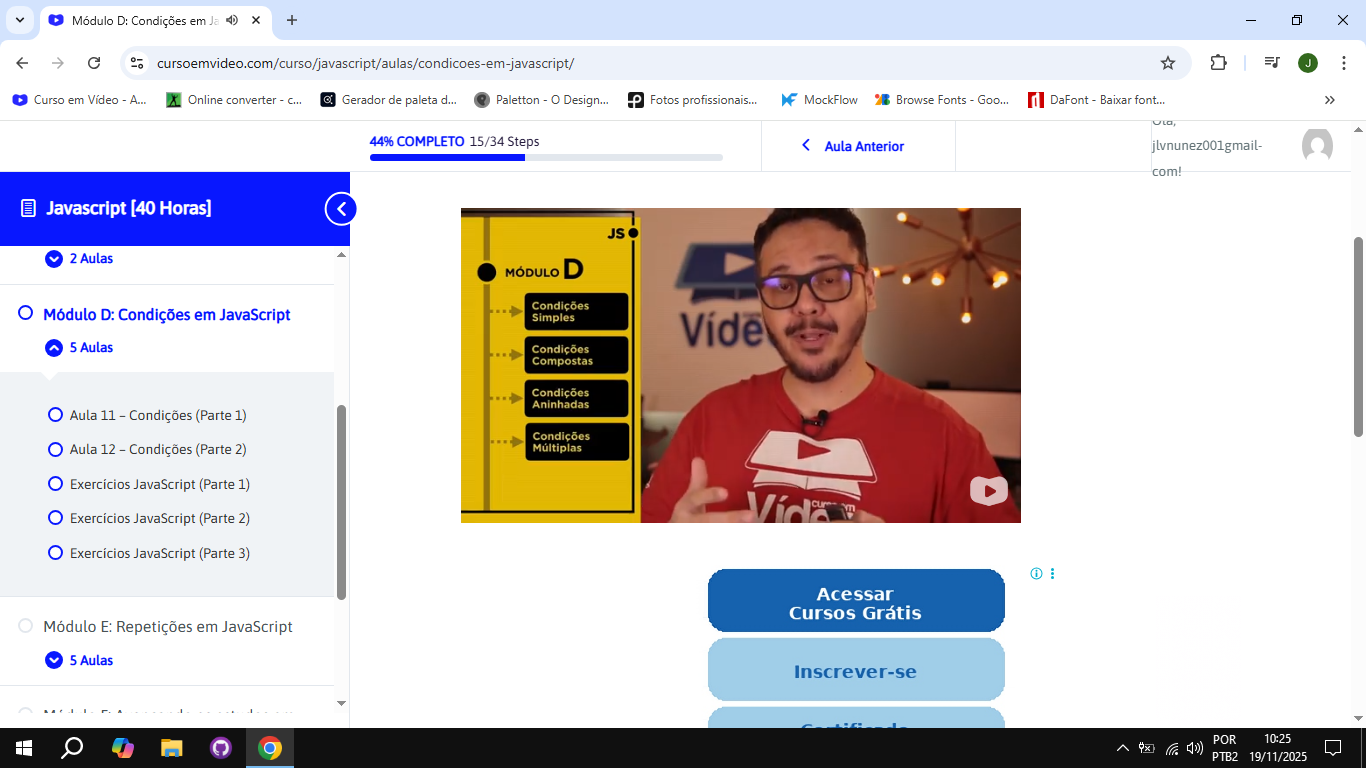 Módulo D: Condições em Ja
cursoemvideo.com/curso/javascript/aulas/condicoes-em-javascript/
J
Curso em Vídeo - A...
Online converter - c...
Gerador de paleta d...
Paletton - O Design...
Fotos profissionais...
MockFlow
Browse Fonts - Goo...
DaFont - Baixar font...
44% COMPLETO 15/34 Steps
Aula Anterior
Olá,
jlvnunez001gmail-
com!
Javascript [40 Horas]
2 Aulas
Módulo D: Condições em JavaScript
5 Aulas
Aula 11 – Condições (Parte 1)
Aula 12 – Condições (Parte 2)
Exercícios JavaScript (Parte 1)
Exercícios JavaScript (Parte 2)
Exercícios JavaScript (Parte 3)
Módulo E: Repetições em JavaScript
5 Aulas
JS
MÓDULO D
Condições
Simples
Condições
Compostas
Condições
Aninhadas
Condições
Múltiplas
Acessar
Cursos Grátis
Inscrever-se
Certificado
POR
PTB2
10:25
19/11/2025